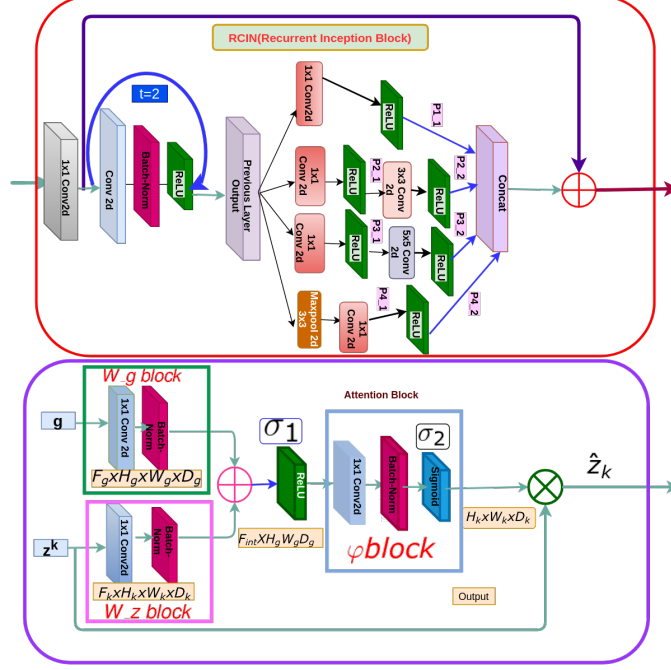 RCIN(Recurrent Inception Block)
t=2
1x1 Conv2d
Conv 2d
Batch-Norm
ReLU
Previous Layer
Output
1x1 Conv2d
ReLU
P1_1
1x1
Conv 2d
ReLU
P2_1
3x3 Conv
2d
ReLU
P2_2
1x1
Conv 2d
ReLU
P3_1
5x5 Conv
2d
ReLU
P3_2
Maxpool 2d
3x3
1x1
Conv 2d
P4_1
ReLU
P4_2
Concat
W_g block
g
1x1 Conv 2d
Batch-
Norm
F_gxH_gxW_gxD_g
z^k
1x1 Conv2d
Batch-
Norm
F_kxH_kxW_kxD_k
W_z block
σ1
ReLU
F_intXH_gW_gD_g
Attention Block
1x1 Conv2d
Batch-Norm
σ2
Sigmoid
φblock
H_kxW_kxD_k
ẑ_k
Output